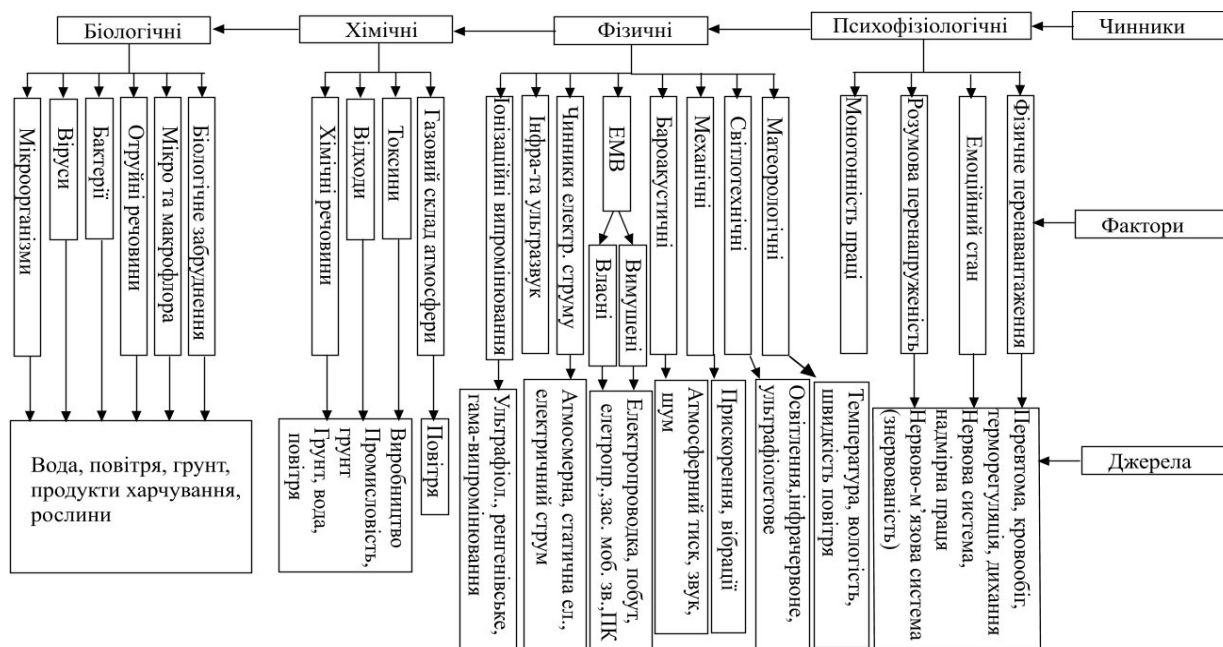 Біологічні
Хімічні
Фізичні
Психофізіологічні
Чинники
Мікроорганізми
Віруси
Бактерії
Отруйні речовини
Мікро та макрофлора
Біологічне забруднення
Хімічні речовини
Відходи
Токсини
Газовий склад атмосфери
Іонізаційні випромінювання
Інфра-та ультразвук
Чинники електр. струму
ЕМВ
Власні
Вимушені
Бароакустичні
Механічні
Світлотехнічні
Матеорологічні
Монотонність праці
Розумова перенапруженість
Емоційний стан
Фізичне перенавантаження
Фактори
Вода, повітря, грунт,
продукти харчування,
рослини
Виробництво
Промисловість,
грунт
Грунт, вода,
повітря
Повітря
Ультрафіол., ренгенівське,
гама-випромінювання
Атмосмерна, статична ел.,
електричний струм
Електропроводка, побут,
елетропр.,зас. моб. зв.,ПК
Атмосферний тиск, звук,
шум
Прискорення, вібрації
Освітлення,інфрачервоне,
ультрафіолетове
Температура, вологість,
швидкість повітря
Перевтома, кровообіг,
терморегуляція, дихання
Нервова система,
надмірна праця
Нервово-м’язова система
(знервованість)
Джерела